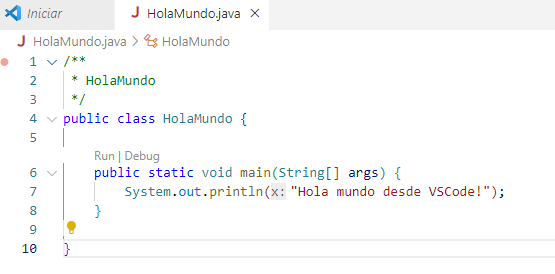 Iniciar J HolaMundo.java ×
J HolaMundo.java > HolaMundo
1 /**
2 * HolaMundo
3 */
4 public class HolaMundo {
5
Run | Debug
6 public static void main(String[] args) {
7 System.out.println(x: "Hola mundo desde VSCode!");
8 }
9
10 }